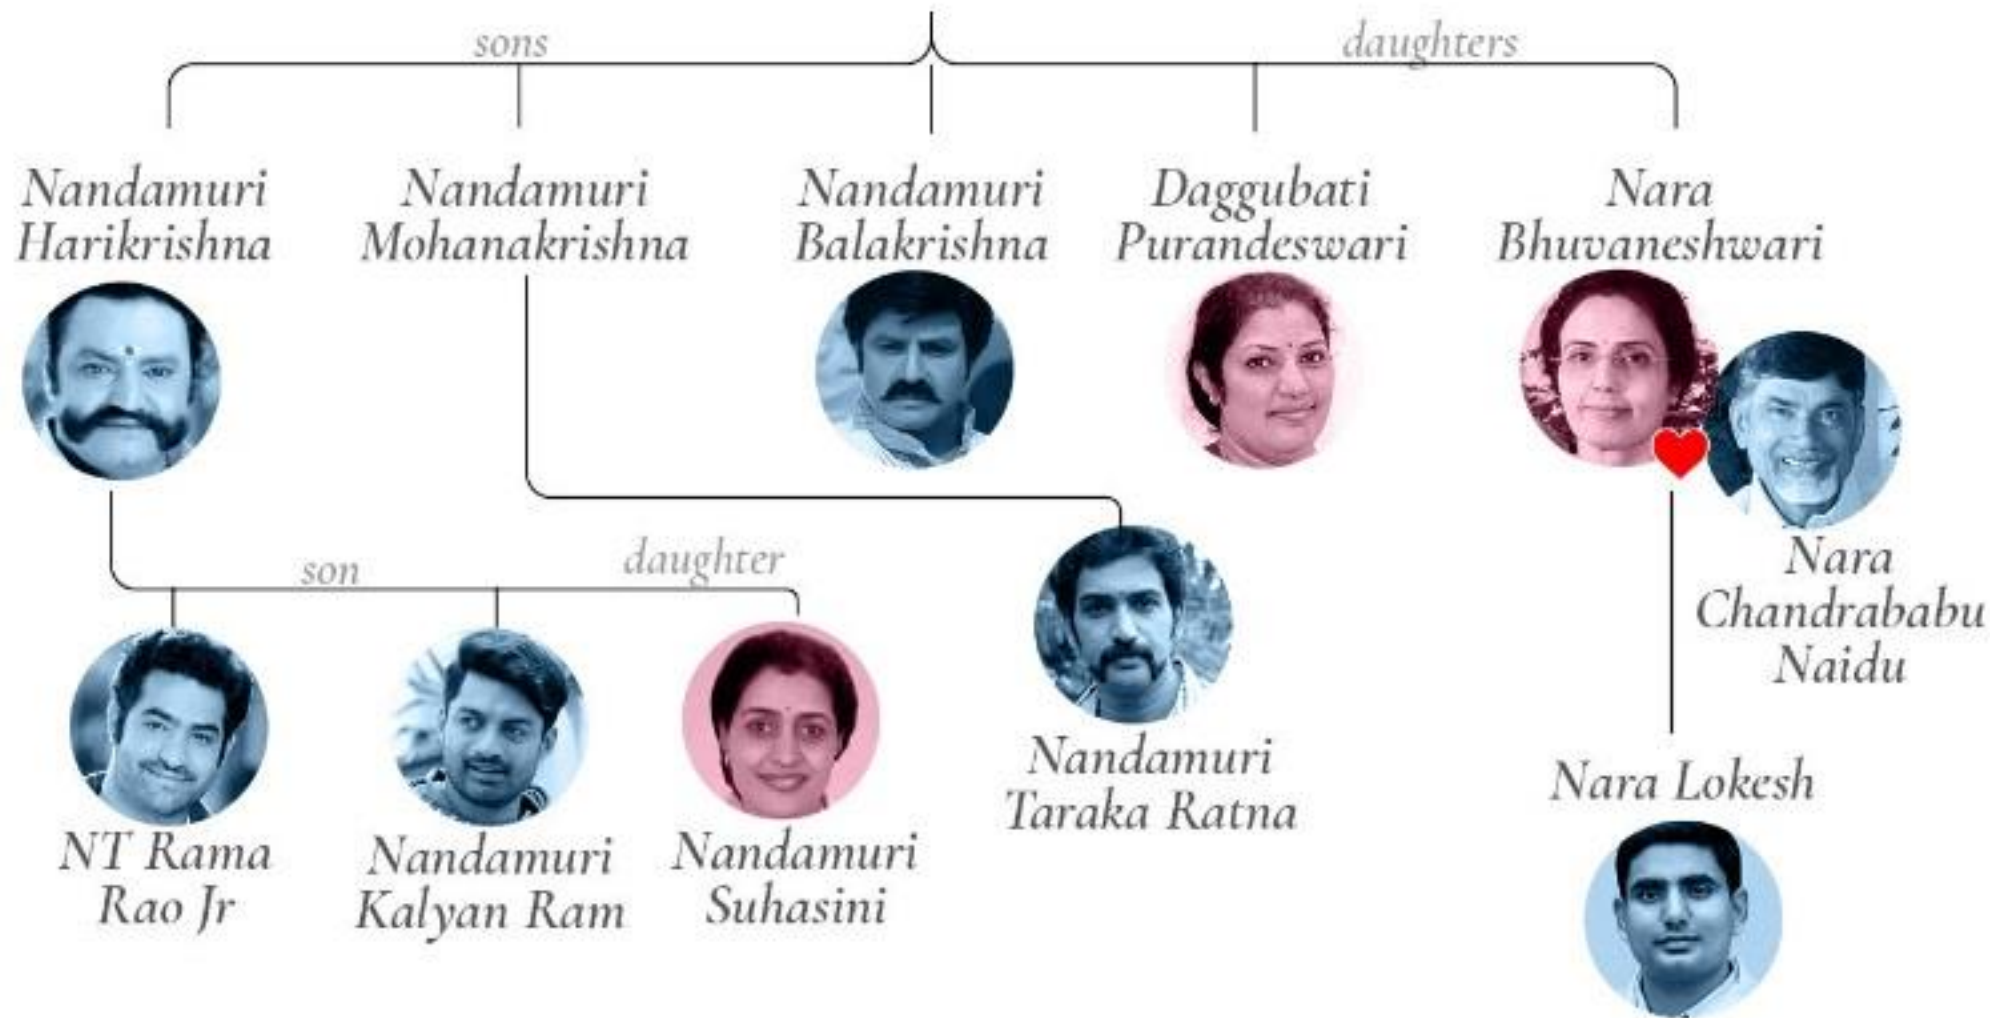 sons
daughters
Nandamuri
Harikrishna
Nandamuri
Mohanakrishna
Nandamuri
Balakrishna
Daggubati
Purandeswari
Nara
Bhuvaneshwari
Nara
Chandrababu
Naidu
son
daughter
NT Rama
Rao Jr
Nandamuri
Kalyan Ram
Nandamuri
Suhasini
Nandamuri
Taraka Ratna
Nara Lokesh